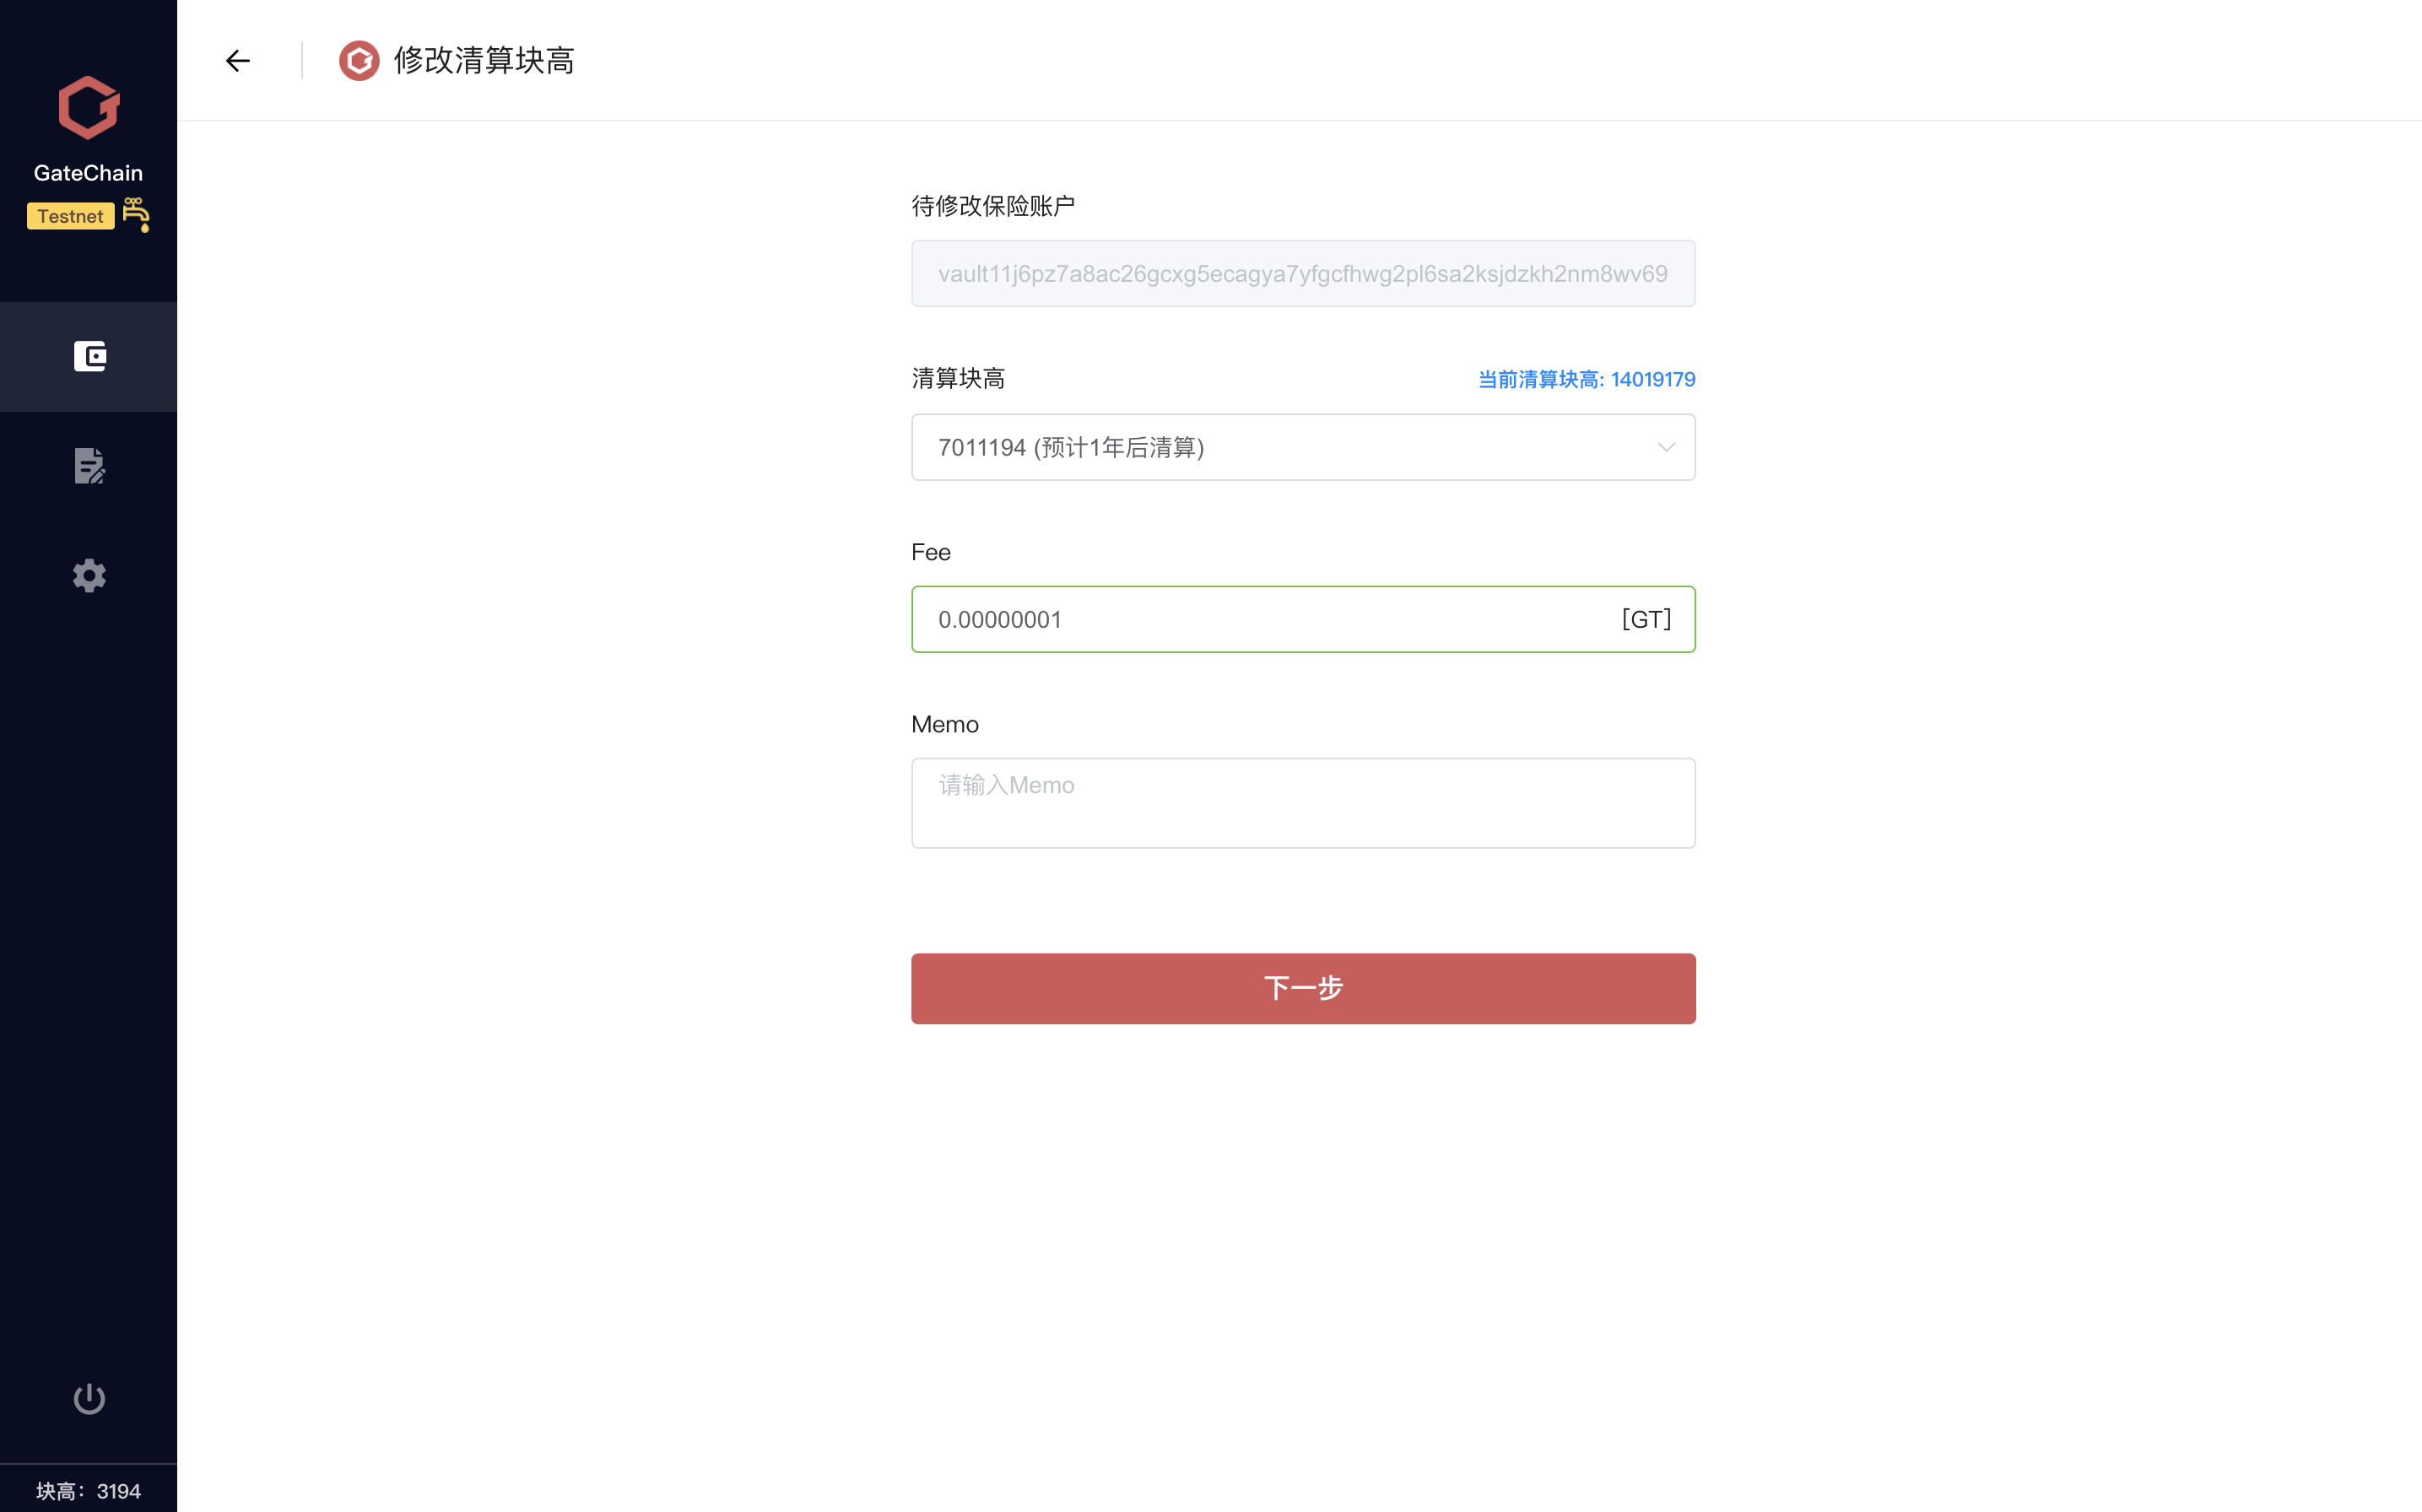 修改清算块高
GateChain
Testnet
待修改保险账户
vault11j6pz7a8ac26gcxg5ecagya7yfgcfhwg2pl6sa2ksjdzkh2nm8wv69
清算块高
当前清算块高: 14019179
7011194 (预计1年后清算)
Fee
0.00000001
[GT]
Memo
请输入Memo
下一步
块高：3194